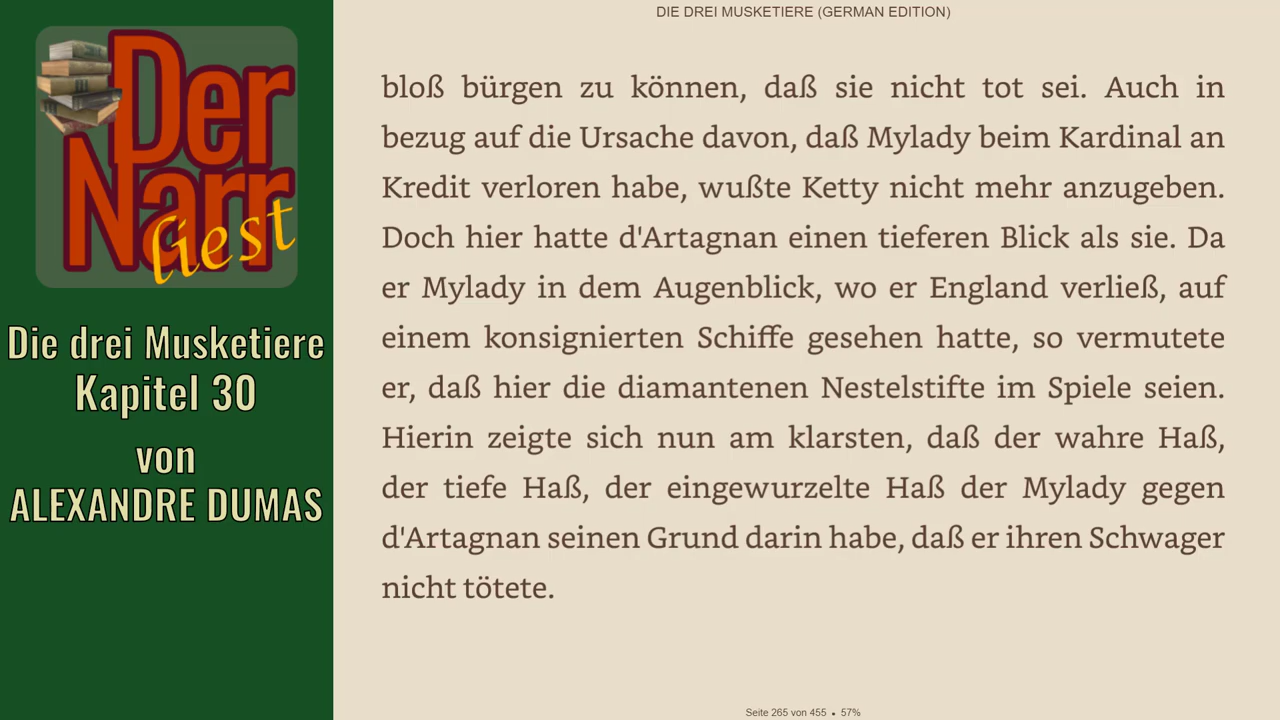 Der
Narr
liest
Die drei Musketiere
Kapitel 30
von
ALEXANDRE DUMAS
DIE DREI MUSKETIERE (GERMAN EDITION)
bloß bürgen zu können, daß sie nicht tot sei. Auch in
bezug auf die Ursache davon, daß Mylady beim Kardinal an
Kredit verloren habe, wußte Ketty nicht mehr anzugeben.
Doch hier hatte d'Artagnan einen tieferen Blick als sie. Da
er Mylady in dem Augenblick, wo er England verließ, auf
einem konsignierten Schiffe gesehen hatte, so vermutete
er, daß hier die diamantenen Nestelstifte im Spiele seien.
Hierin zeigte sich nun am klarsten, daß der wahre Haß,
der tiefe Haß, der eingewurzelte Haß der Mylady gegen
d'Artagnan seinen Grund darin habe, daß er ihren Schwager
nicht tötete.
Seite 265 von 455 • 57%